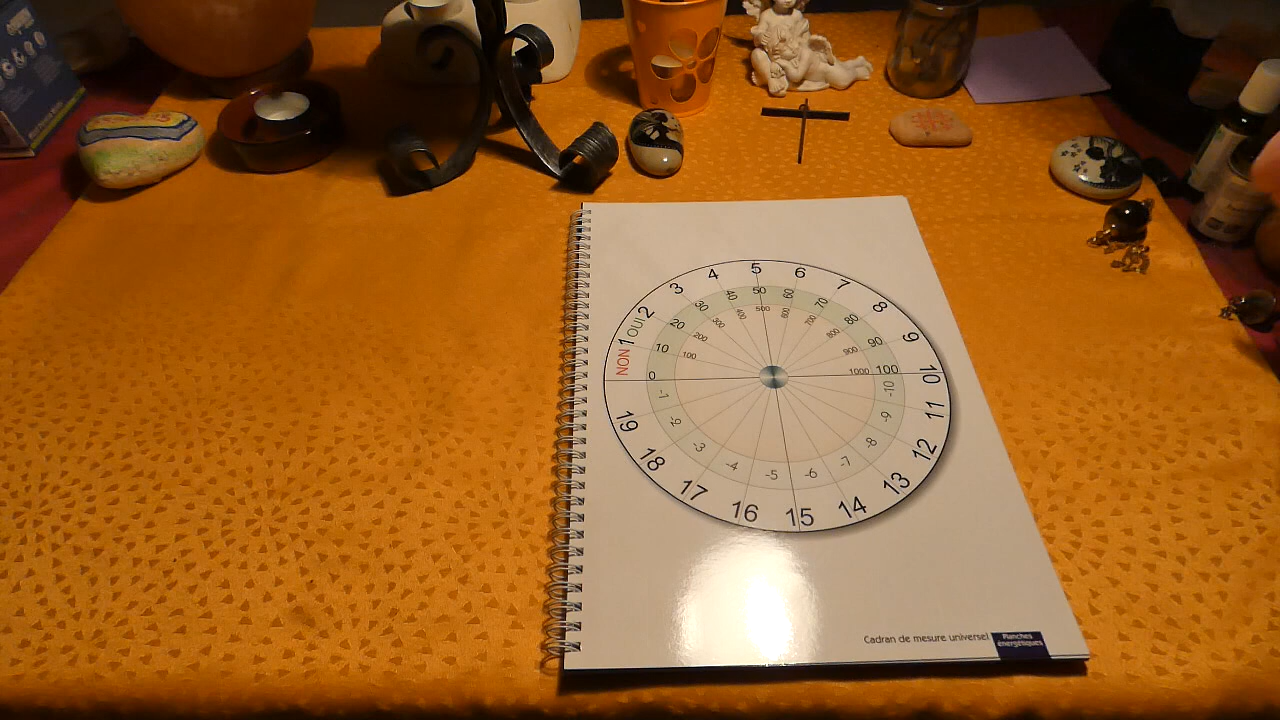 5
4 6
3 7
2 8
50
40 60
500
30 70
400 600
300 700
OUI 20 80
200 800
1 9
NON 10 90
100 900
0 1000 100 10
-1 -10
19 -2 -9 11
-3 -8
18 -4 -5 -6 -7 12
17 13
16 15 14
Cadran de mesure universel
Planches
énergétiques